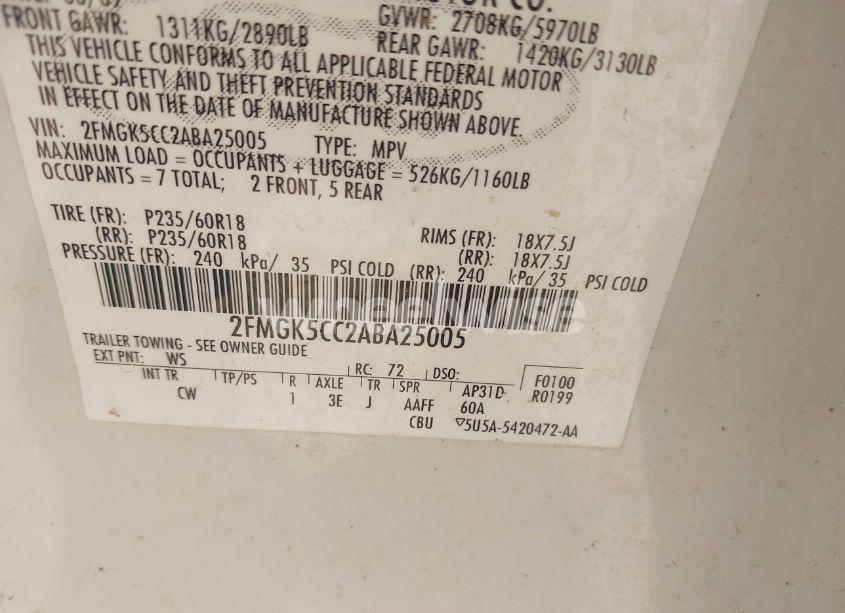 FRONT GAWR: 1311KG/2890LB GVWR: 2708KG/5970LB
REAR GAWR: 1420KG/3130LB
THIS VEHICLE CONFORMS TO ALL APPLICABLE FEDERAL MOTOR
VEHICLE SAFETY AND THEFT PREVENTION STANDARDS
IN EFFECT ON THE DATE OF MANUFACTURE SHOWN ABOVE.
VIN: 2FMGK5CC2ABA25005 TYPE: MPV
MAXIMUM LOAD = OCCUPANTS + LUGGAGE = 526KG/1160LB
OCCUPANTS = 7 TOTAL; 2 FRONT, 5 REAR
TIRE (FR): P235/60R18 RIMS (FR): 18X7.5J
(RR): P235/60R18 (RR): 18X7.5J
PRESSURE (FR): 240 kPa/ 35 PSI COLD (RR): 240 kPa/ 35 PSI COLD
2FMGK5CC2ABA25005
TRAILER TOWING - SEE OWNER GUIDE
EXT PNT: WS RC: 72 DSO: F0100
INT TR TP/PS R AXLE TR SPR AP31D R0199
CW 1 3E J AAFF 60A
CBU ▽5U5A-5420472-AA